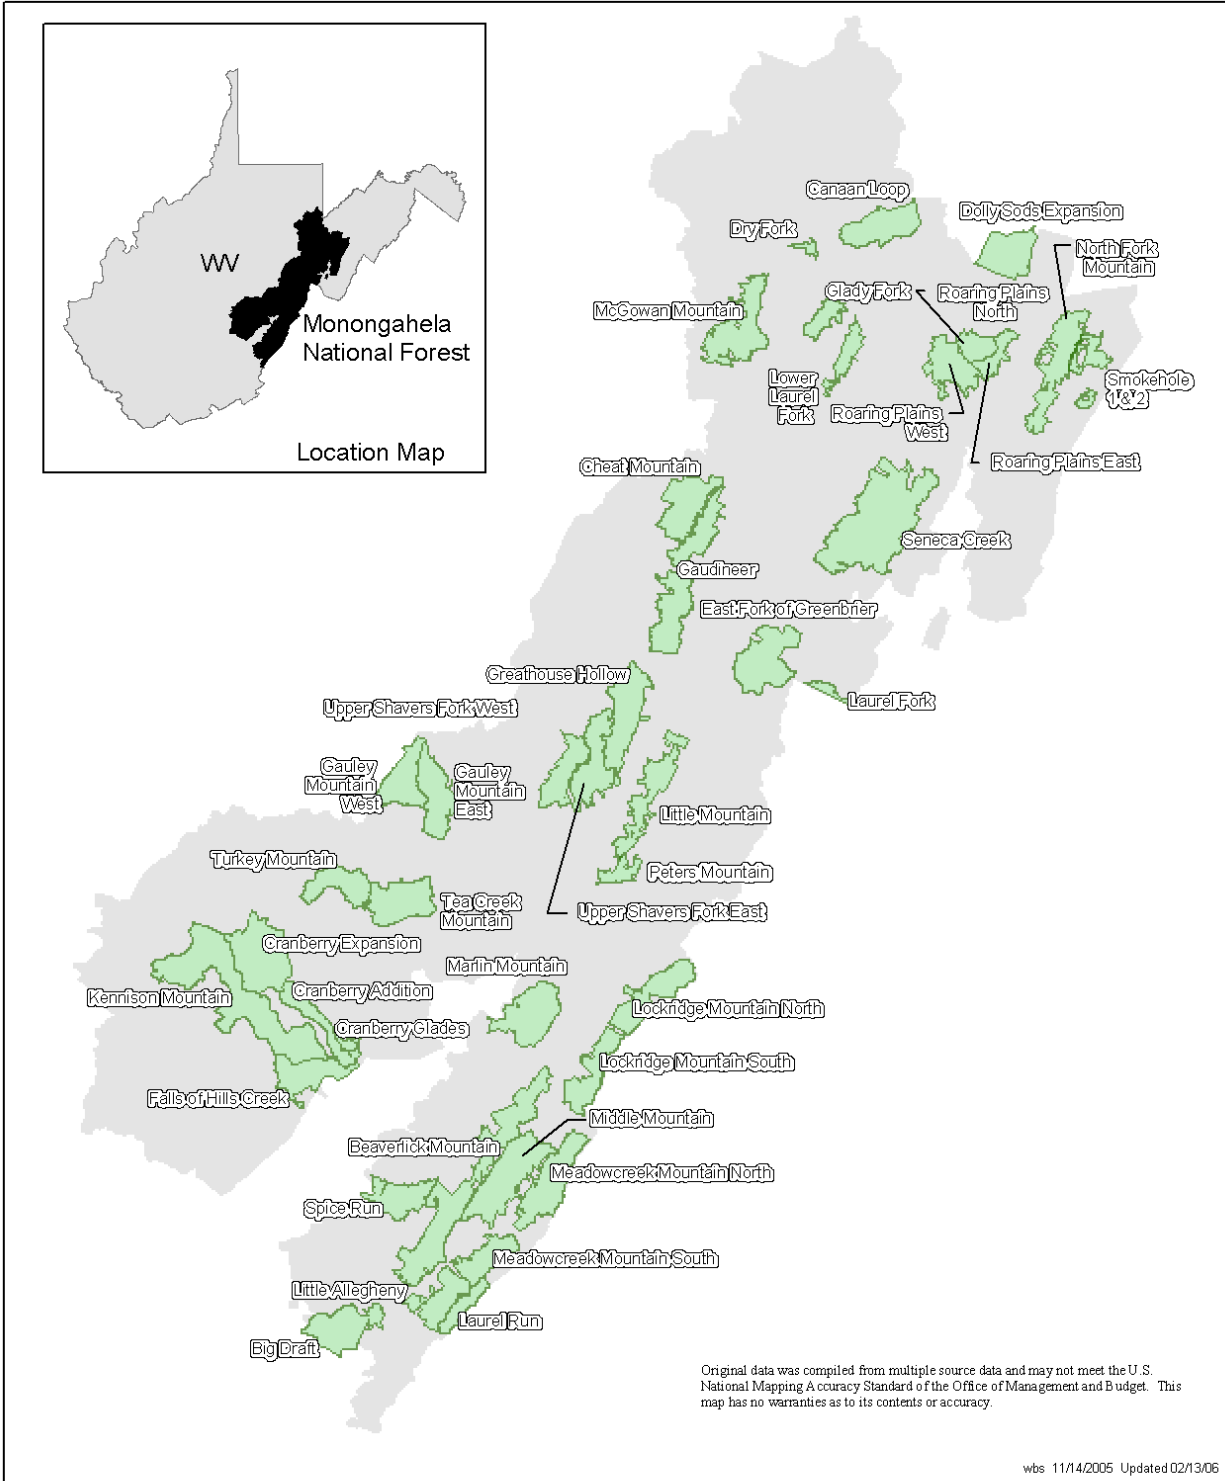 WV
Monongahela
National Forest
Location Map
Canaan Loop
Dolly Sods Expansion
Dry Fork
North Fork
Mountain
Glady Fork
Roaring Plains
North
McGowan Mountain
Lower
Laurel
Fork
Smokehole
1 & 2
Roaring Plains
West
Roaring Plains East
Cheat Mountain
Seneca Creek
Gaudineer
East Fork of Greenbrier
Greathouse Hollow
Laurel Fork
Upper Shavers Fork West
Gauley
Mountain
West
Gauley
Mountain
East
Little Mountain
Turkey Mountain
Peters Mountain
Tea Creek
Mountain
Upper Shavers Fork East
Cranberry Expansion
Marlin Mountain
Cranberry Addition
Kennison Mountain
Lockridge Mountain North
Cranberry Glades
Lockridge Mountain South
Falls of Hills Creek
Middle Mountain
Beaverlick Mountain
Meadowcreek Mountain North
Spice Run
Meadowcreek Mountain South
Little Allegheny
Laurel Run
Big Draft
Original data was compiled from multiple source data and may not meet the U.S.
National Mapping Accuracy Standard of the Office of Management and Budget. This
map has no warranties as to its contents or accuracy.
wbs 11/14/2005 Updated 02/13/06